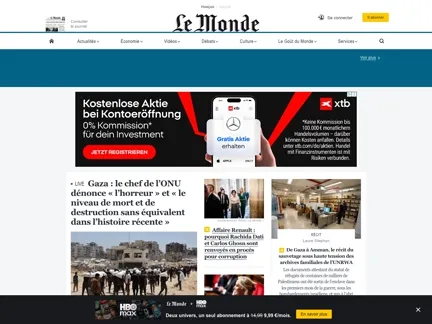 Français
Consulter
le journal
Le Monde
Se connecter
S'abonner
Actualités
Économie
Vidéos
Débats
Culture
Le Goût du Monde
Services
Voir plus
Kostenlose Aktie
bei Kontoeröffnung
0% Kommission*
für dein Investment
JETZT REGISTRIEREN
Gratis Aktie
erhalten
xtb
*Keine Kommission bis
100.000 € monatlichem
Handelsvolumen – darüber
können Kosten anfallen. Details
unter xtb.com/de/aktien. Handel
mit Finanzinstrumenten ist mit
Risiken verbunden.
LIVE Gaza : le chef de l'ONU
dénonce « l'horreur » et « le
niveau de mort et de
destruction sans équivalent
dans l'histoire récente »
Affaire Renault :
pourquoi Rachida Dati
et Carlos Ghosn sont
renvoyés en procès
pour corruption
RÉCIT
De Gaza à Amman, le récit du
sauvetage sous haute tension des
archives familiales de l'UNRWA
Les documents attestant du statut de
réfugiés de centaines de milliers de
Palestiniens ont été sortis de l'enclave dans
les premiers mois de la guerre, sous les
HBO
max
Le Monde + HBO max
Deux univers, un seul abonnement à 14,99 9,99 €/mois.
En savoir plus